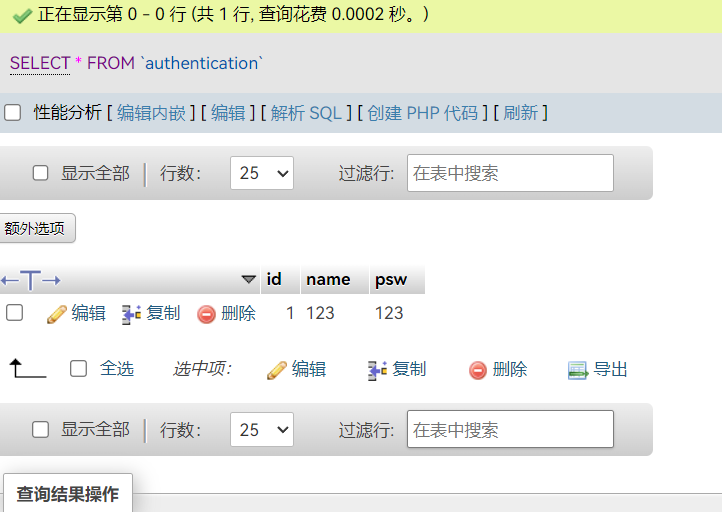 正在显示第 0 - 0 行 (共 1 行, 查询花费 0.0002 秒。)
SELECT * FROM `authentication`
性能分析 [ 编辑内嵌 ] [ 编辑 ] [ 解析 SQL ] [ 创建 PHP 代码 ] [ 刷新 ]
显示全部 行数： 25 过滤行: 在表中搜索
额外选项
←T→ id name psw
编辑 复制 删除 1 123 123
全选 选中项： 编辑 复制 删除 导出
显示全部 行数： 25 过滤行: 在表中搜索
查询结果操作